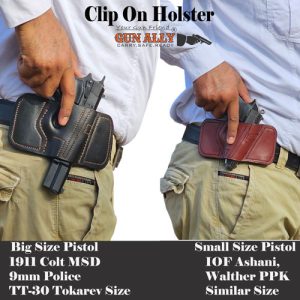 Clip On Holster
Your Gun Friend
GUN ALLY
CARRY.SAFE.READY
Big Size Pistol
1911 Colt MSD
9mm Police
TT-30 Tokarev Size
Small Size Pistol
IOF Ashani,
Walther PPK
Similar Size